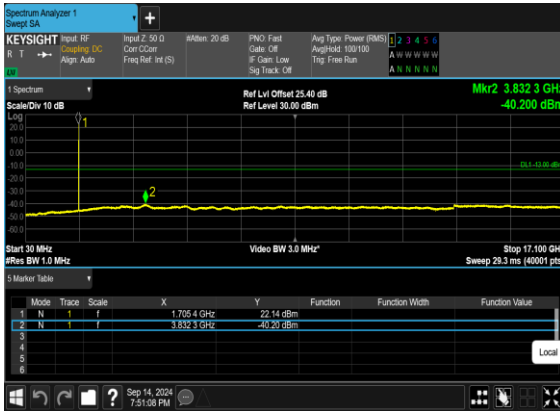 Spectrum Analyzer 1
Swept SA
+
KEYSIGHT Input: RF Input Z: 50 Ω #Atten: 20 dB PNO: Fast Avg Type: Power (RMS) 1 2 3 4 5 6
R T Coupling: DC Corr CCorr Gate: Off Avg|Hold: 100/100 A W W W W W
Align: Auto Freq Ref: Int (S) IF Gain: Low Trig: Free Run
Sig Track: Off A N N N N N
1 Spectrum
Scale/Div 10 dB
Ref Lvl Offset 25.40 dB
Ref Level 30.00 dBm
Mkr2 3.832 3 GHz
-40.200 dBm
Log
20.0
10.0
0.00
-10.0
-20.0
-30.0
-40.0
-50.0
-60.0
1
2
DL1 -13.00 dBm
Start 30 MHz Video BW 3.0 MHz* Stop 17.100 GH
#Res BW 1.0 MHz Sweep 29.3 ms (40001 pts
5 Marker Table
Mode Trace Scale X Y Function Function Width Function Value
1 N 1 f 1.705 4 GHz 22.14 dBm
2 N 1 f 3.832 3 GHz -40.20 dBm
3
4
5
6
Local
?
Sep 14, 2024
7:51:08 PM